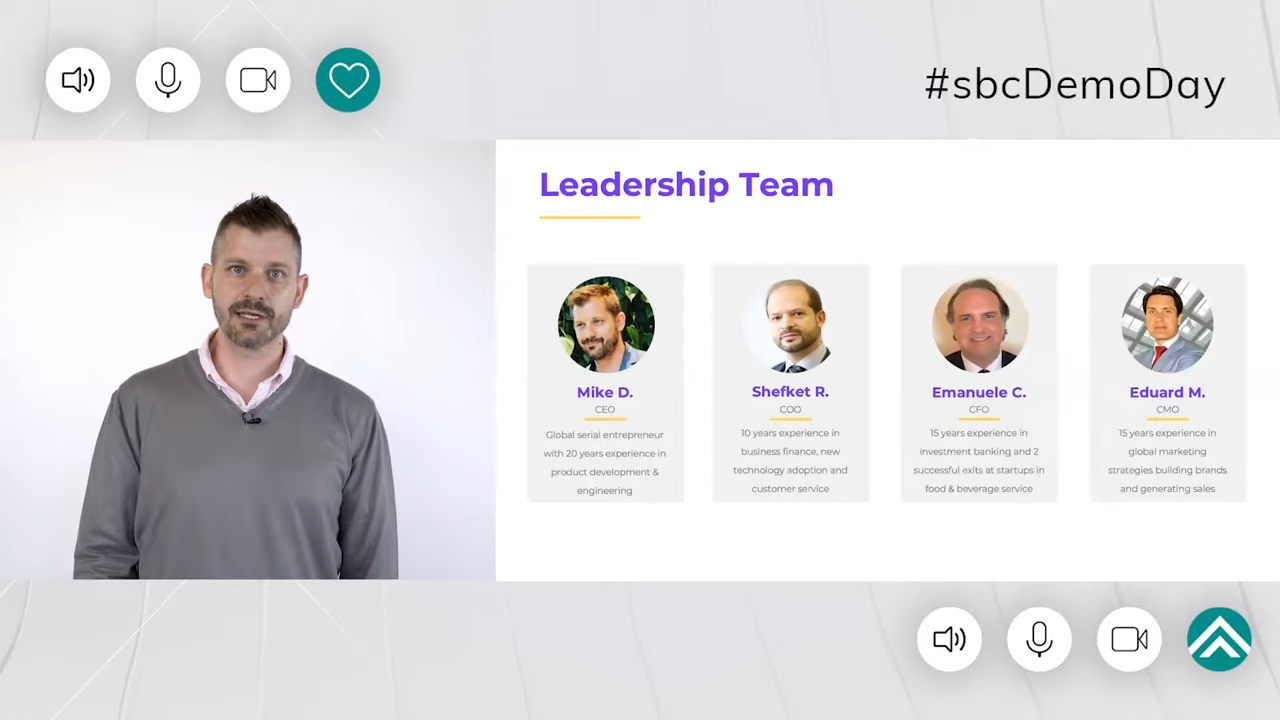 #sbcDemoDay
Leadership Team
Mike D.
CEO
Global serial entrepreneur
with 20 years experience in
product development &
engineering
Shefket R.
COO
10 years experience in
business finance, new
technology adoption and
customer service
Emanuele C.
CFO
15 years experience in
investment banking and 2
successful exits at startups in
food & beverage service
Eduard M.
CMO
15 years experience in
global marketing
strategies building brands
and generating sales